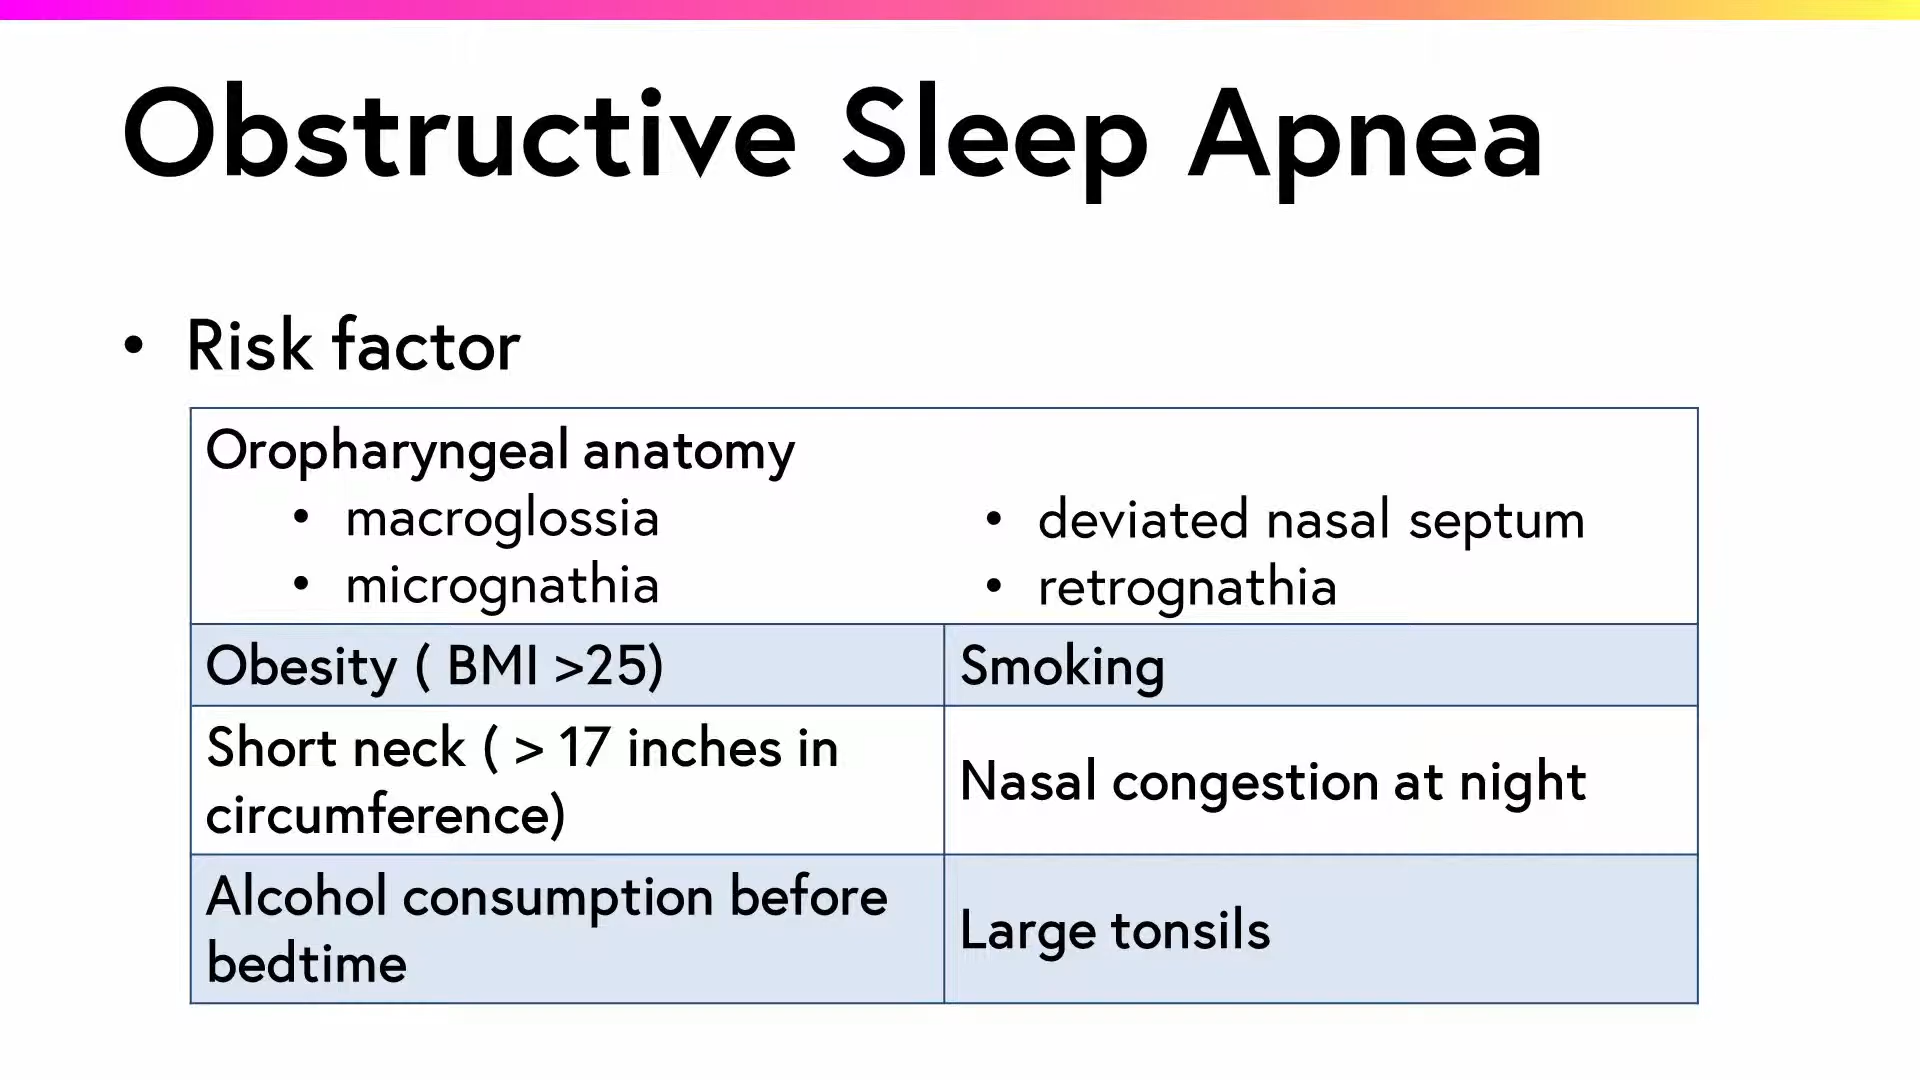 Obstructive Sleep Apnea
• Risk factor
Oropharyngeal anatomy
• macroglossia
• micrognathia
• deviated nasal septum
• retrognathia
Obesity ( BMI >25)
Smoking
Short neck ( > 17 inches in
circumference)
Nasal congestion at night
Alcohol consumption before
bedtime
Large tonsils